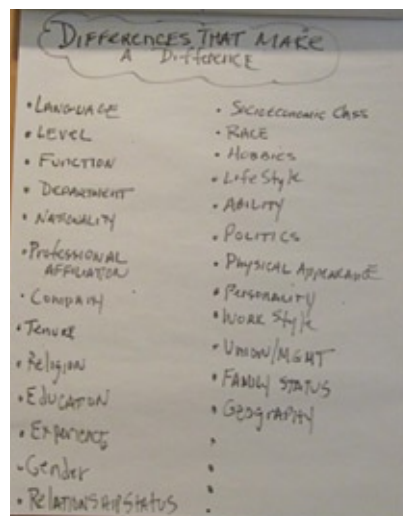 DIFFERENCES THAT MAKE
A Difference
• LANGUAGE
• LEVEL
• FUNCTION
• DEPARTMENT
• NATIONALITY
• Professional
AFFILIATION
• Company
• Tenure
• Religion
• EDUCATION
• Experience
• Gender
• RELATIONSHIP STATUS
• Socioeconomic Class
• RACE
• Hobbies
• Life Style
• ABILITY
• POLITICS
• Physical Appearance
• Personality
• WORK Style
• UNION/MGMT
• FAMILY STATUS
• GEOGRAPHY
•
•
•
•